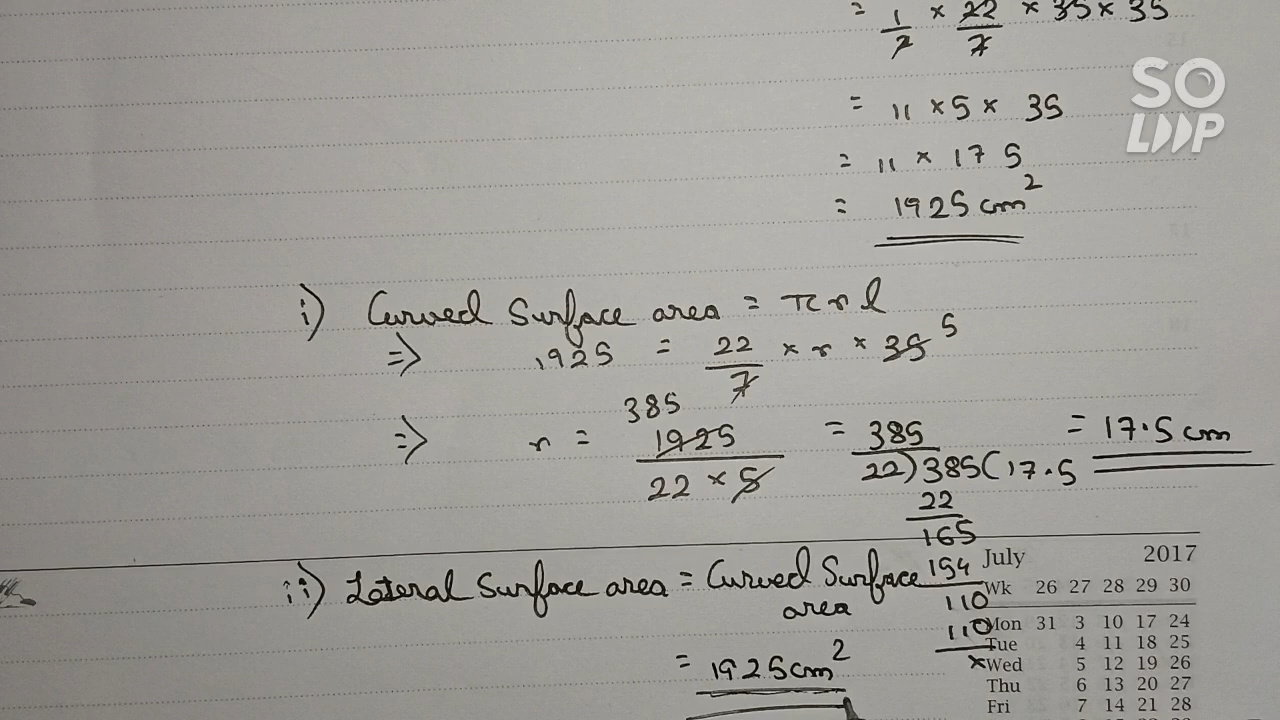 = 1/2 × 22/7 × 35 × 35
SO
LOOP
= 11 × 5 × 35
= 11 × 175
= 1925 cm²
i) Curved Surface area = πrl
⇒ 1925 = 22/7 × r × 35 5
385
⇒ r = 1925/22 × 5 = 385/22 = 17.5 cm
22)385(17.5
22
165
154
110
110
×
ii) Lateral Surface area = Curved Surface
area
= 1925 cm²
July 2017
Wk 26 27 28 29 30
Mon 31 3 10 17 24
Tue 4 11 18 25
Wed 5 12 19 26
Thu 6 13 20 27
Fri 7 14 21 28